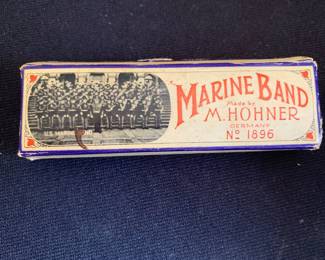 MARINE BAND
Made by
M. HOHNER
GERMANY
Nº 1896